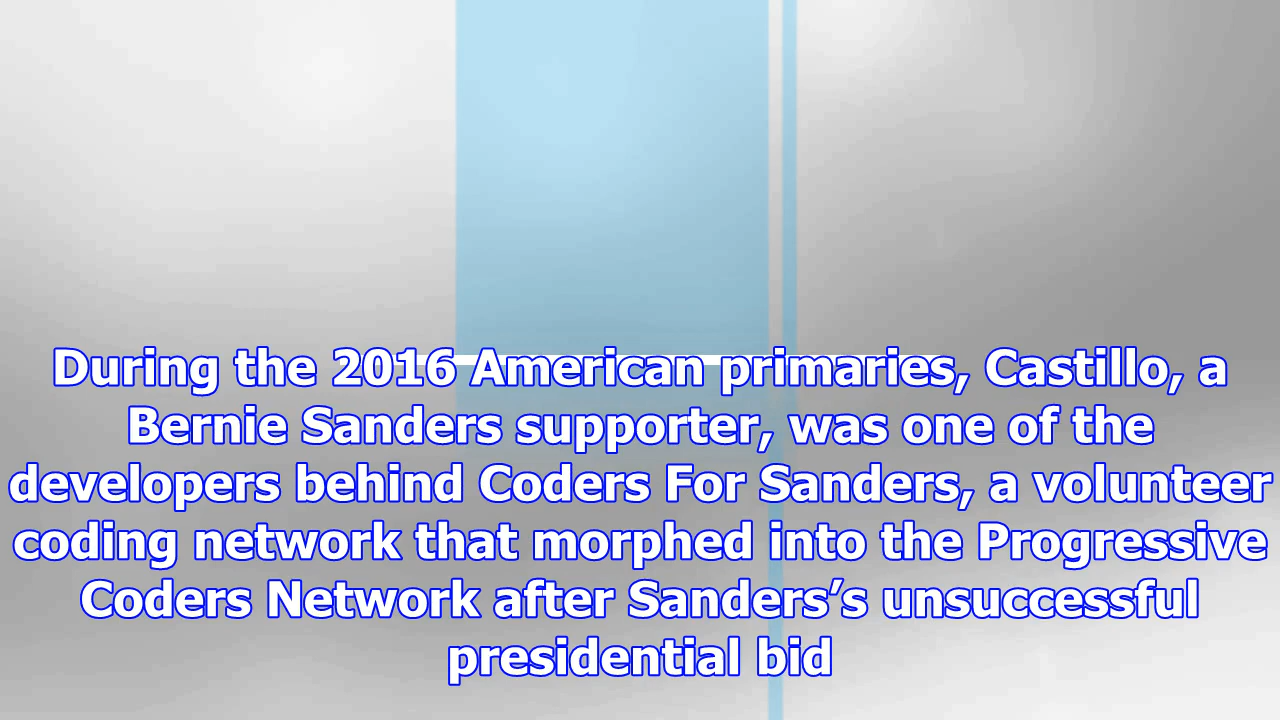 During the 2016 American primaries, Castillo, a
Bernie Sanders supporter, was one of the
developers behind Coders For Sanders, a volunteer
coding network that morphed into the Progressive
Coders Network after Sanders’s unsuccessful
presidential bid